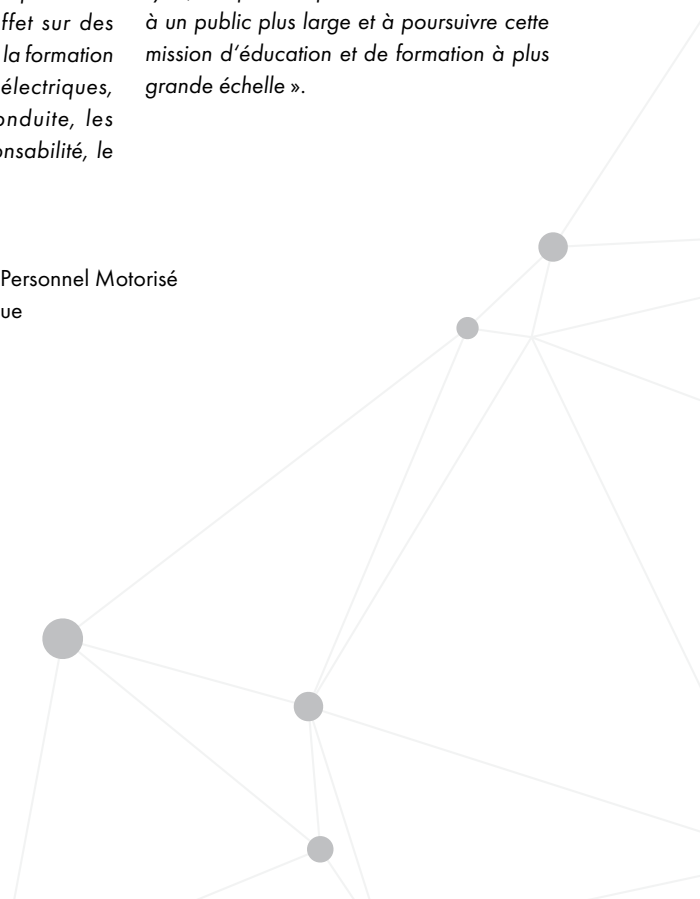 ffet sur des
la formation
électriques,
onduite, les
onsabilité, le
à un public plus large et à poursuivre cette
mission d'éducation et de formation à plus
grande échelle ».
Personnel Motorisé
ue